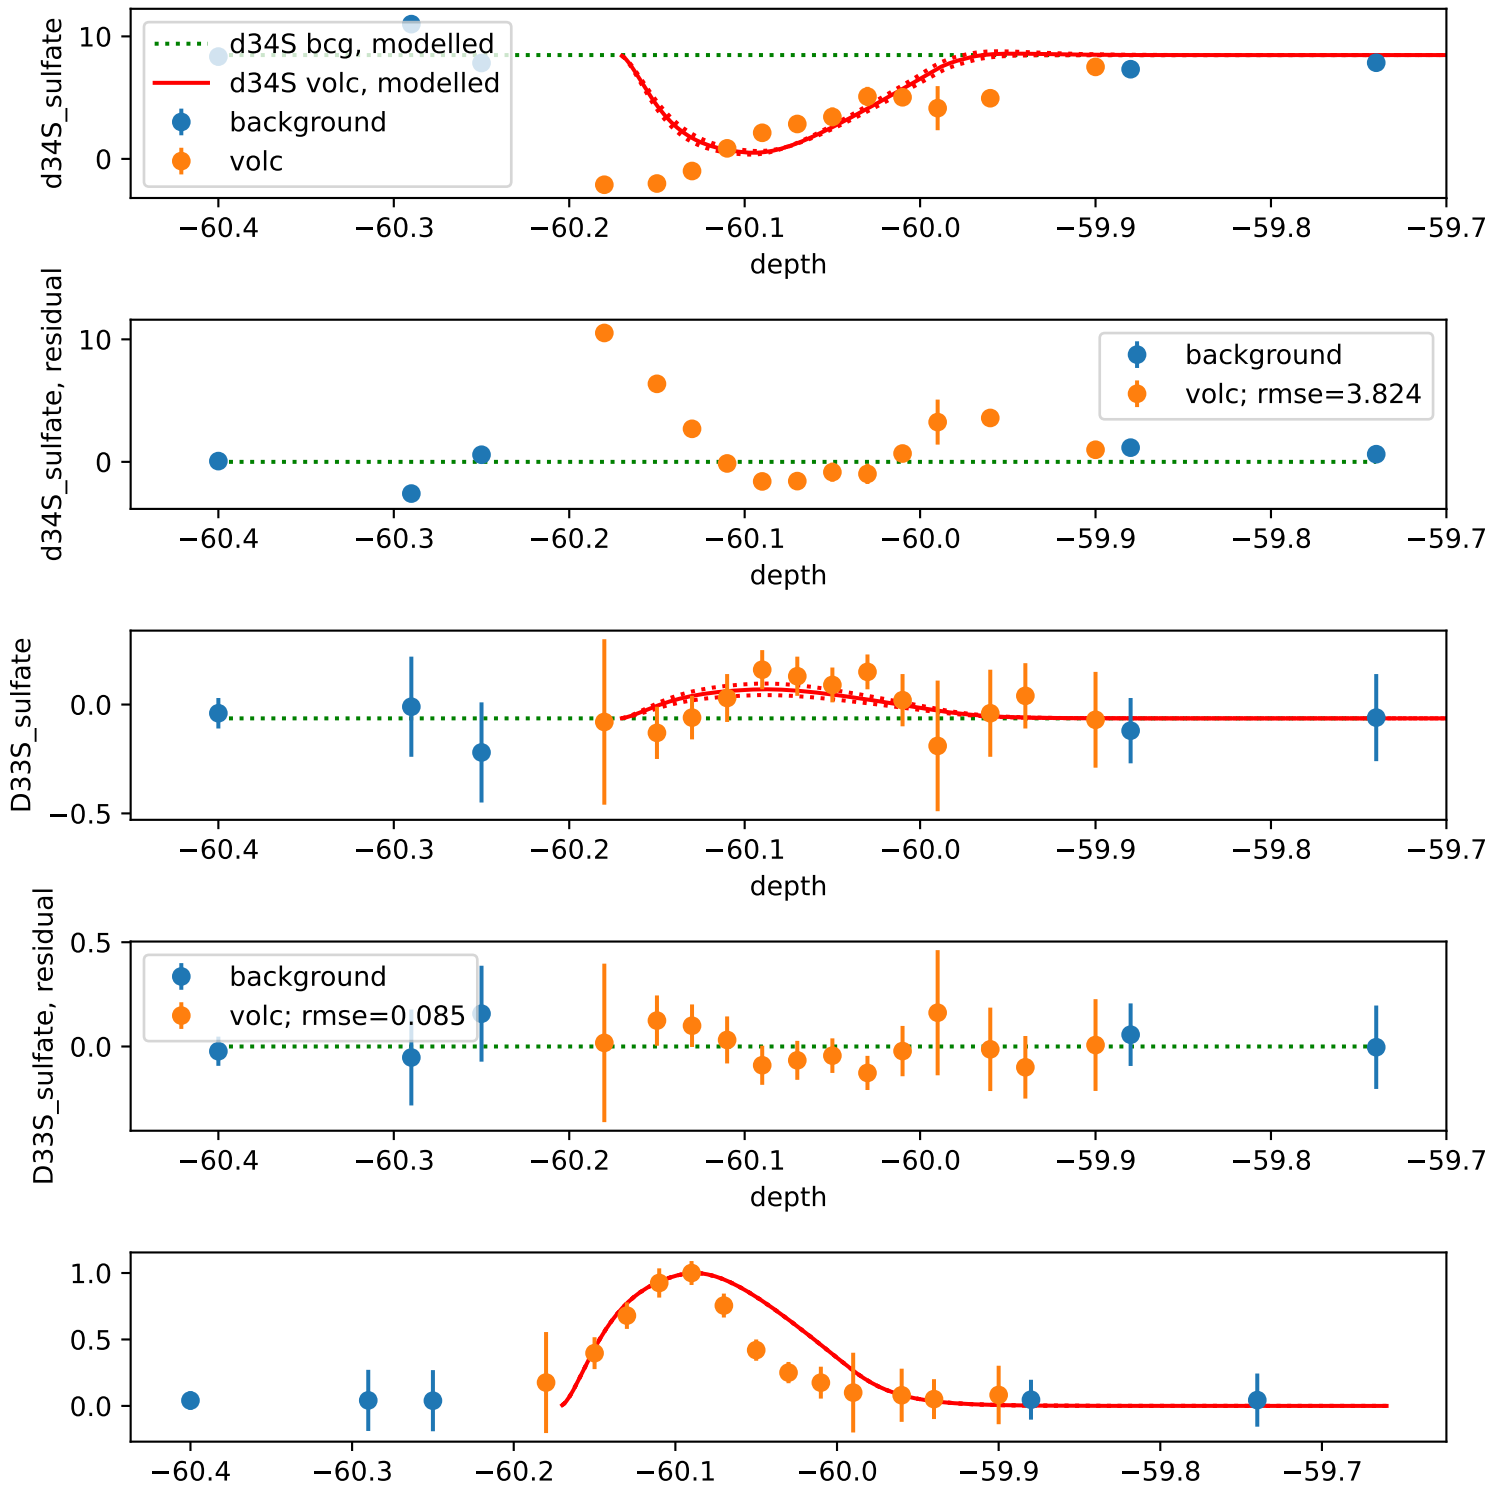 d34S_sulfate
10
0
d34S bcg, modelled
d34S volc, modelled
background
volc
−60.4 −60.3 −60.2 −60.1 −60.0 −59.9 −59.8 −59.7
depth
d34S_sulfate, residual
10
0
background
volc; rmse=3.824
−60.4 −60.3 −60.2 −60.1 −60.0 −59.9 −59.8 −59.7
depth
D33S_sulfate
0.0
−0.5
−60.4 −60.3 −60.2 −60.1 −60.0 −59.9 −59.8 −59.7
depth
D33S_sulfate, residual
0.5
0.0
background
volc; rmse=0.085
−60.4 −60.3 −60.2 −60.1 −60.0 −59.9 −59.8 −59.7
depth
1.0
0.5
0.0
−60.4 −60.3 −60.2 −60.1 −60.0 −59.9 −59.8 −59.7